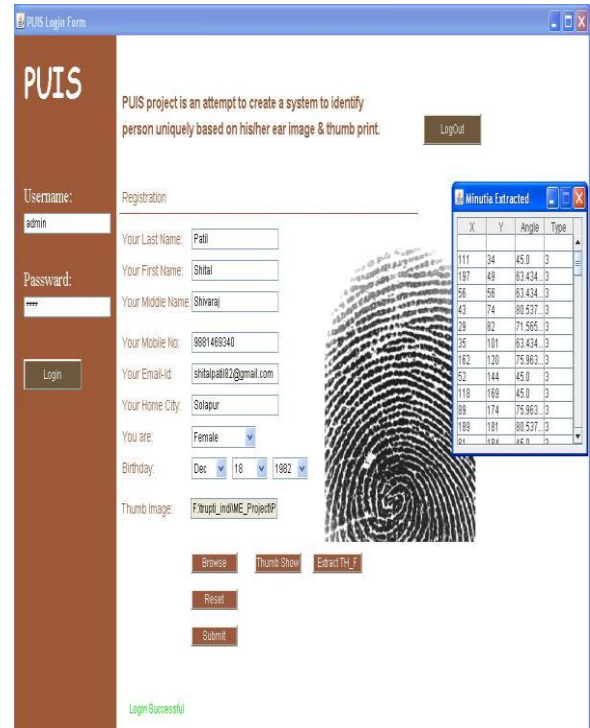 PUIS Login Form
PUIS
PUIS project is an attempt to create a system to identify
person uniquely based on his/her ear image & thumb print.
LogOut
Username:
admin
Password:
****
Login
Registration
Your Last Name: Patil
Your First Name: Shital
Your Middle Name: Shivaraj
Your Mobile No: 9881469340
Your Email-Id: shitalpatil82@gmail.com
Your Home City: Solapur
You are: Female
Birthday: Dec 18 1982
Thumb Image: F:\trupti_indi\ME_Project\P
Browse Thumb Show Extract TH_F
Reset
Submit
Login Successful
Minutia Extracted
X Y Angle Type
111 34 45.0 3
197 49 63.434... 3
56 56 63.434... 3
43 74 80.537... 3
29 82 71.565... 3
35 101 63.434... 3
162 120 75.963... 3
52 144 45.0 3
118 169 45.0 3
89 174 75.963... 3
189 181 80.537... 3